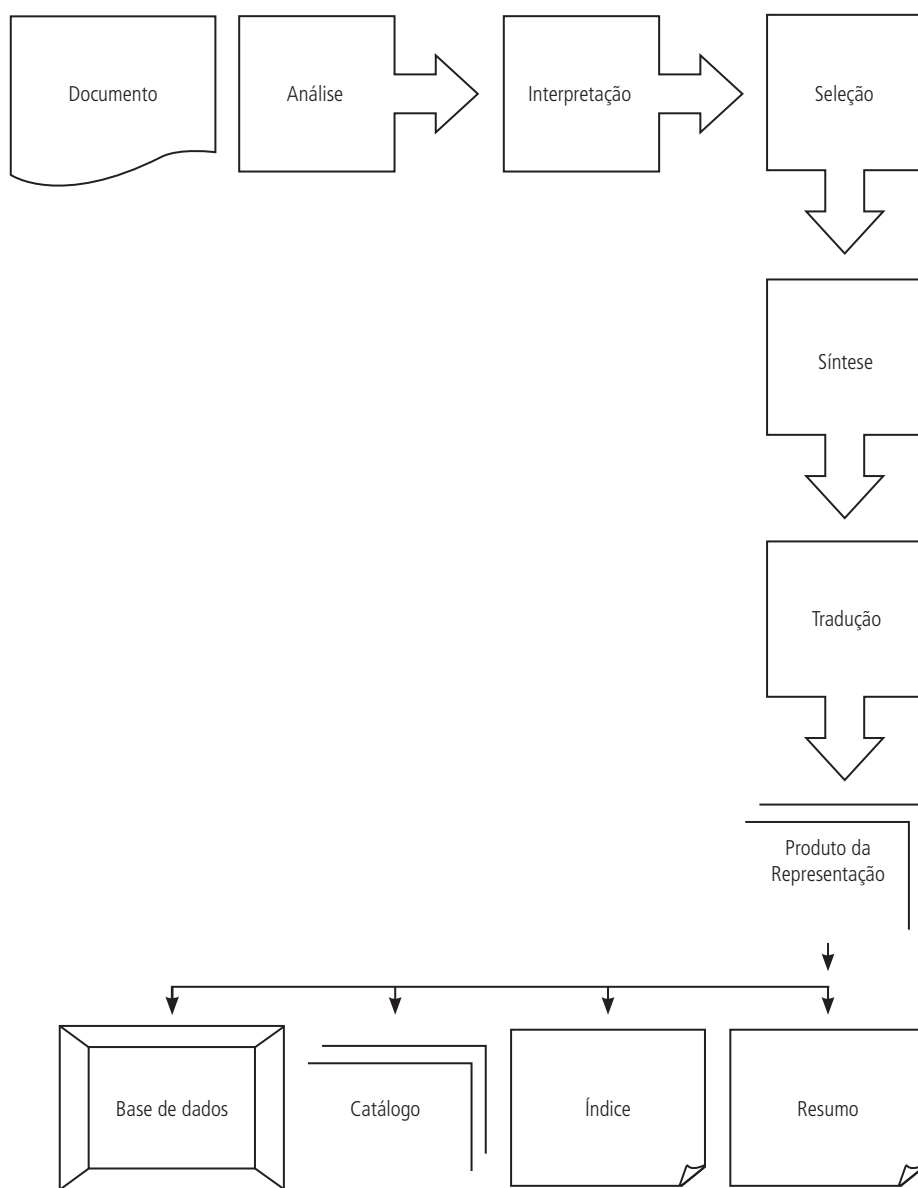 Documento
Análise
Interpretação
Seleção
Síntese
Tradução
Produto da
Representação
Base de dados
Catálogo
Índice
Resumo